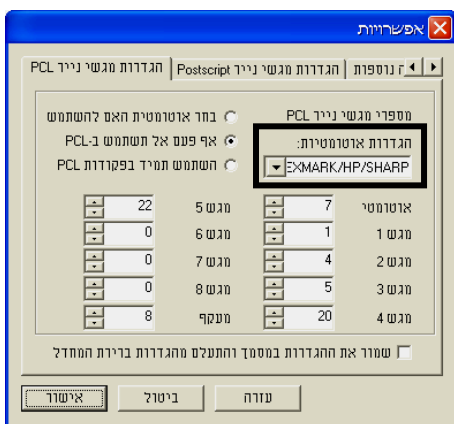 אפשרויות
ה נוספות
הגדרות מגשי נייר Postscript
הגדרות מגשי נייר PCL
מספרי מגשי נייר PCL
בחר אוטומטית האם להשתמש
אף פעם אל תשתמש ב-PCL
השתמש תמיד בפקודות PCL
הגדרות אוטומטיות:
EXMARK/HP/SHARP
אוטומטי 7
מגש 5 22
מגש 1 1
מגש 6 0
מגש 2 4
מגש 7 0
מגש 3 5
מגש 8 0
מגש 4 20
מעקף 8
שמור את ההגדרות במסמך והתעלם מהגדרות ברירת המחדל
עזרה
ביטול
אישור